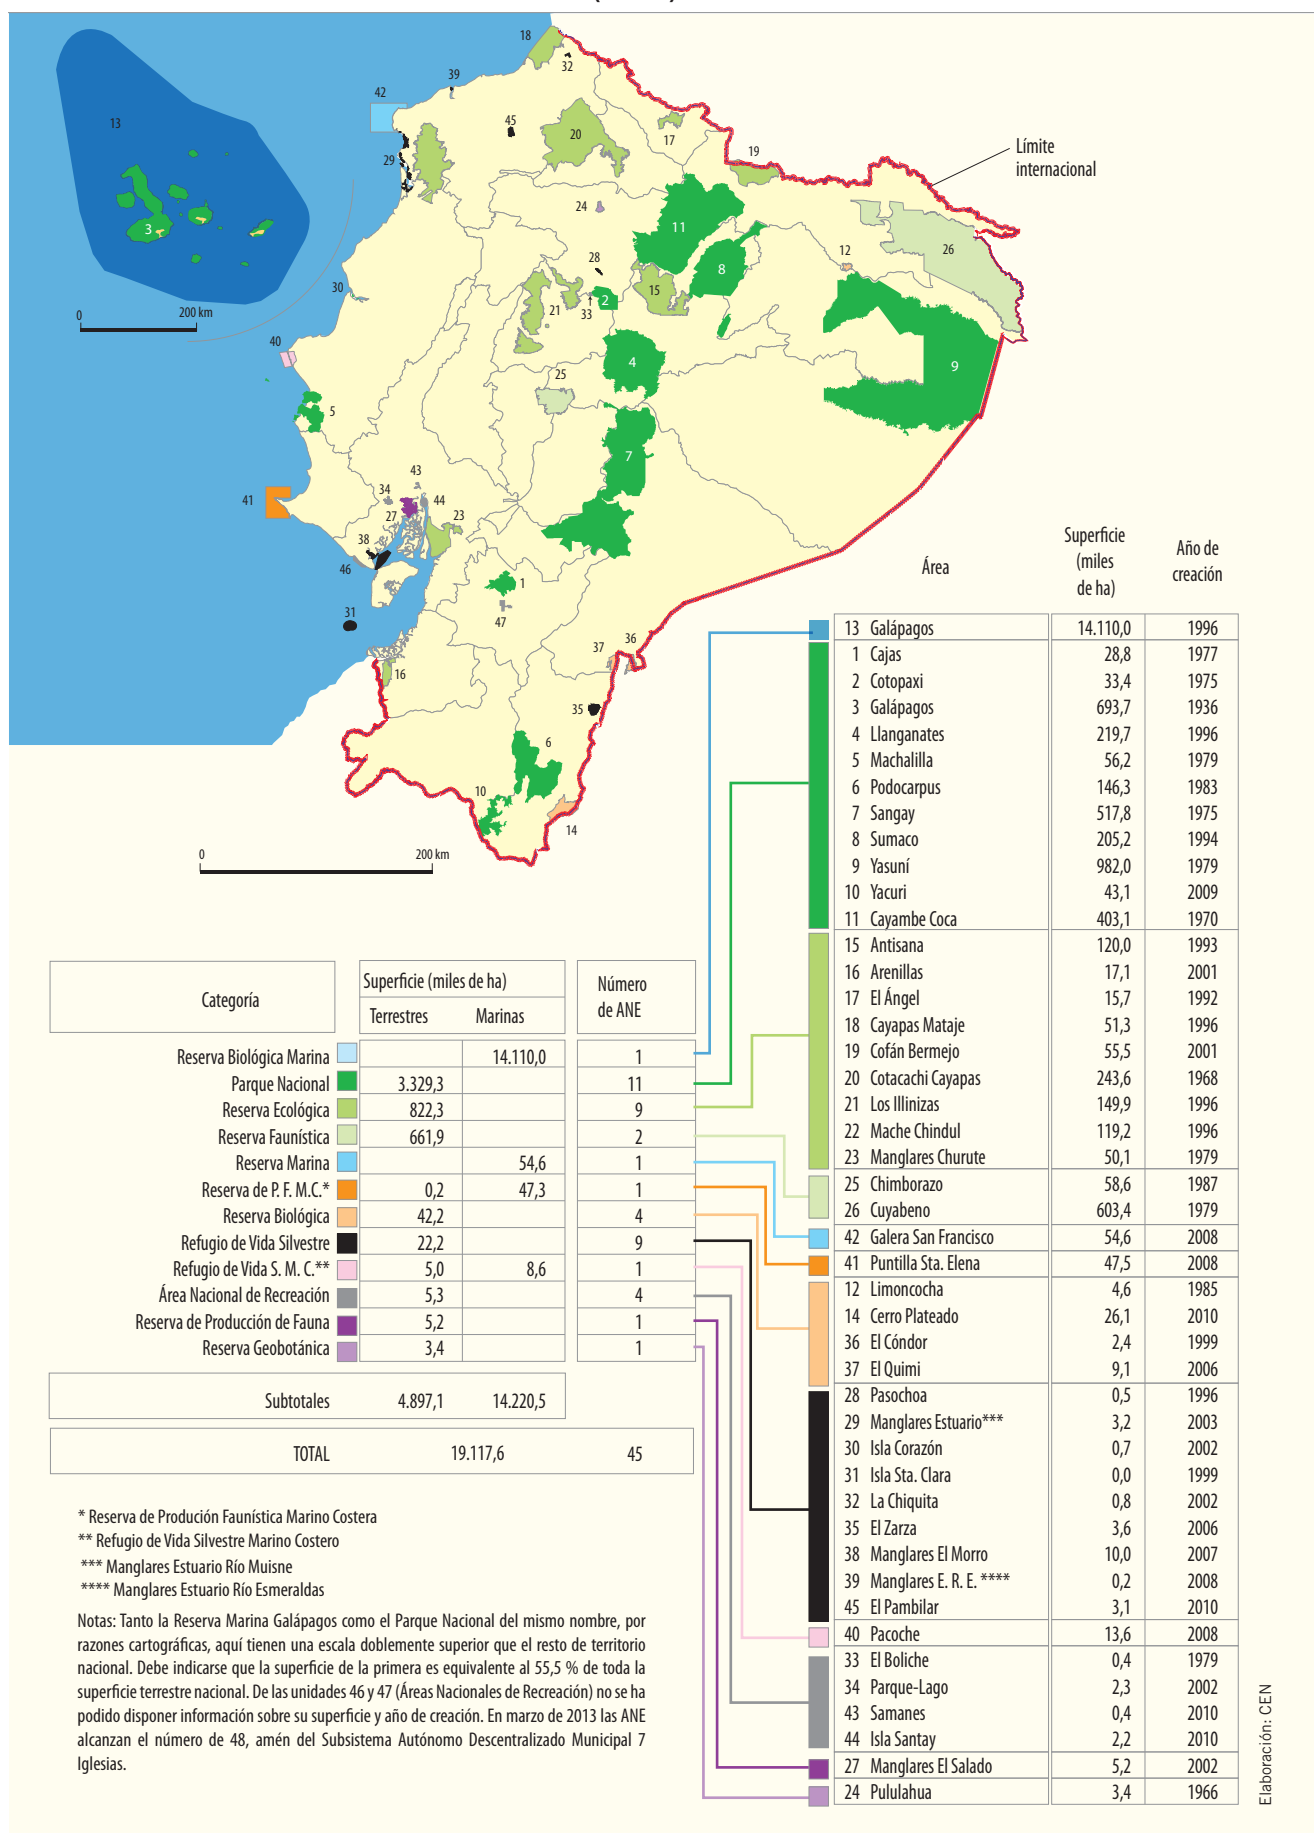 18
32
39
42
45
20
17
19
13
29
Límite
internacional
3
24
11
26
28
8
12
15
30
2
33
21
0
200 km
40
4
9
25
5
7
43
34
44
41
27
23
38
46
1
31
47
37
36
16
35
6
10
14
0
200 km
Área
Superficie
(miles
de ha)
Año de
creación
13 Galápagos 14.110,0 1996
1 Cajas 28,8 1977
2 Cotopaxi 33,4 1975
3 Galápagos 693,7 1936
4 Llanganates 219,7 1996
5 Machalilla 56,2 1979
6 Podocarpus 146,3 1983
7 Sangay 517,8 1975
8 Sumaco 205,2 1994
9 Yasuní 982,0 1979
10 Yacuri 43,1 2009
11 Cayambe Coca 403,1 1970
15 Antisana 120,0 1993
16 Arenillas 17,1 2001
17 El Ángel 15,7 1992
18 Cayapas Mataje 51,3 1996
19 Cofán Bermejo 55,5 2001
20 Cotacachi Cayapas 243,6 1968
21 Los Illinizas 149,9 1996
22 Mache Chindul 119,2 1996
23 Manglares Churute 50,1 1979
25 Chimborazo 58,6 1987
26 Cuyabeno 603,4 1979
42 Galera San Francisco 54,6 2008
41 Puntilla Sta. Elena 47,5 2008
12 Limoncocha 4,6 1985
14 Cerro Plateado 26,1 2010
36 El Cóndor 2,4 1999
37 El Quimi 9,1 2006
28 Pasochoa 0,5 1996
29 Manglares Estuario*** 3,2 2003
30 Isla Corazón 0,7 2002
31 Isla Sta. Clara 0,0 1999
32 La Chiquita 0,8 2002
35 El Zarza 3,6 2006
38 Manglares El Morro 10,0 2007
39 Manglares E. R. E. **** 0,2 2008
45 El Pambilar 3,1 2010
40 Pacoche 13,6 2008
33 El Boliche 0,4 1979
34 Parque-Lago 2,3 2002
43 Samanes 0,4 2010
44 Isla Santay 2,2 2010
27 Manglares El Salado 5,2 2002
24 Pululahua 3,4 1966
Categoría
Superficie (miles de ha)
Terrestres Marinas
Número
de ANE
Reserva Biológica Marina 14.110,0 1
Parque Nacional 3.329,3 11
Reserva Ecológica 822,3 9
Reserva Faunística 661,9 2
Reserva Marina 54,6 1
Reserva de P. F. M.C.* 0,2 47,3 1
Reserva Biológica 42,2 4
Refugio de Vida Silvestre 22,2 9
Refugio de Vida S. M. C.** 5,0 8,6 1
Área Nacional de Recreación 5,3 4
Reserva de Producción de Fauna 5,2 1
Reserva Geobotánica 3,4 1
Subtotales 4.897,1 14.220,5
TOTAL 19.117,6 45
* Reserva de Produción Faunística Marino Costera
** Refugio de Vida Silvestre Marino Costero
*** Manglares Estuario Río Muisne
**** Manglares Estuario Río Esmeraldas
Notas: Tanto la Reserva Marina Galápagos como el Parque Nacional del mismo nombre, por
razones cartográficas, aquí tienen una escala doblemente superior que el resto de territorio
nacional. Debe indicarse que la superficie de la primera es equivalente al 55,5 % de toda la
superficie terrestre nacional. De las unidades 46 y 47 (Áreas Nacionales de Recreación) no se ha
podido disponer información sobre su superficie y año de creación. En marzo de 2013 las ANE
alcanzan el número de 48, amén del Subsistema Autónomo Descentralizado Municipal 7
Iglesias.
Elaboración: CEN